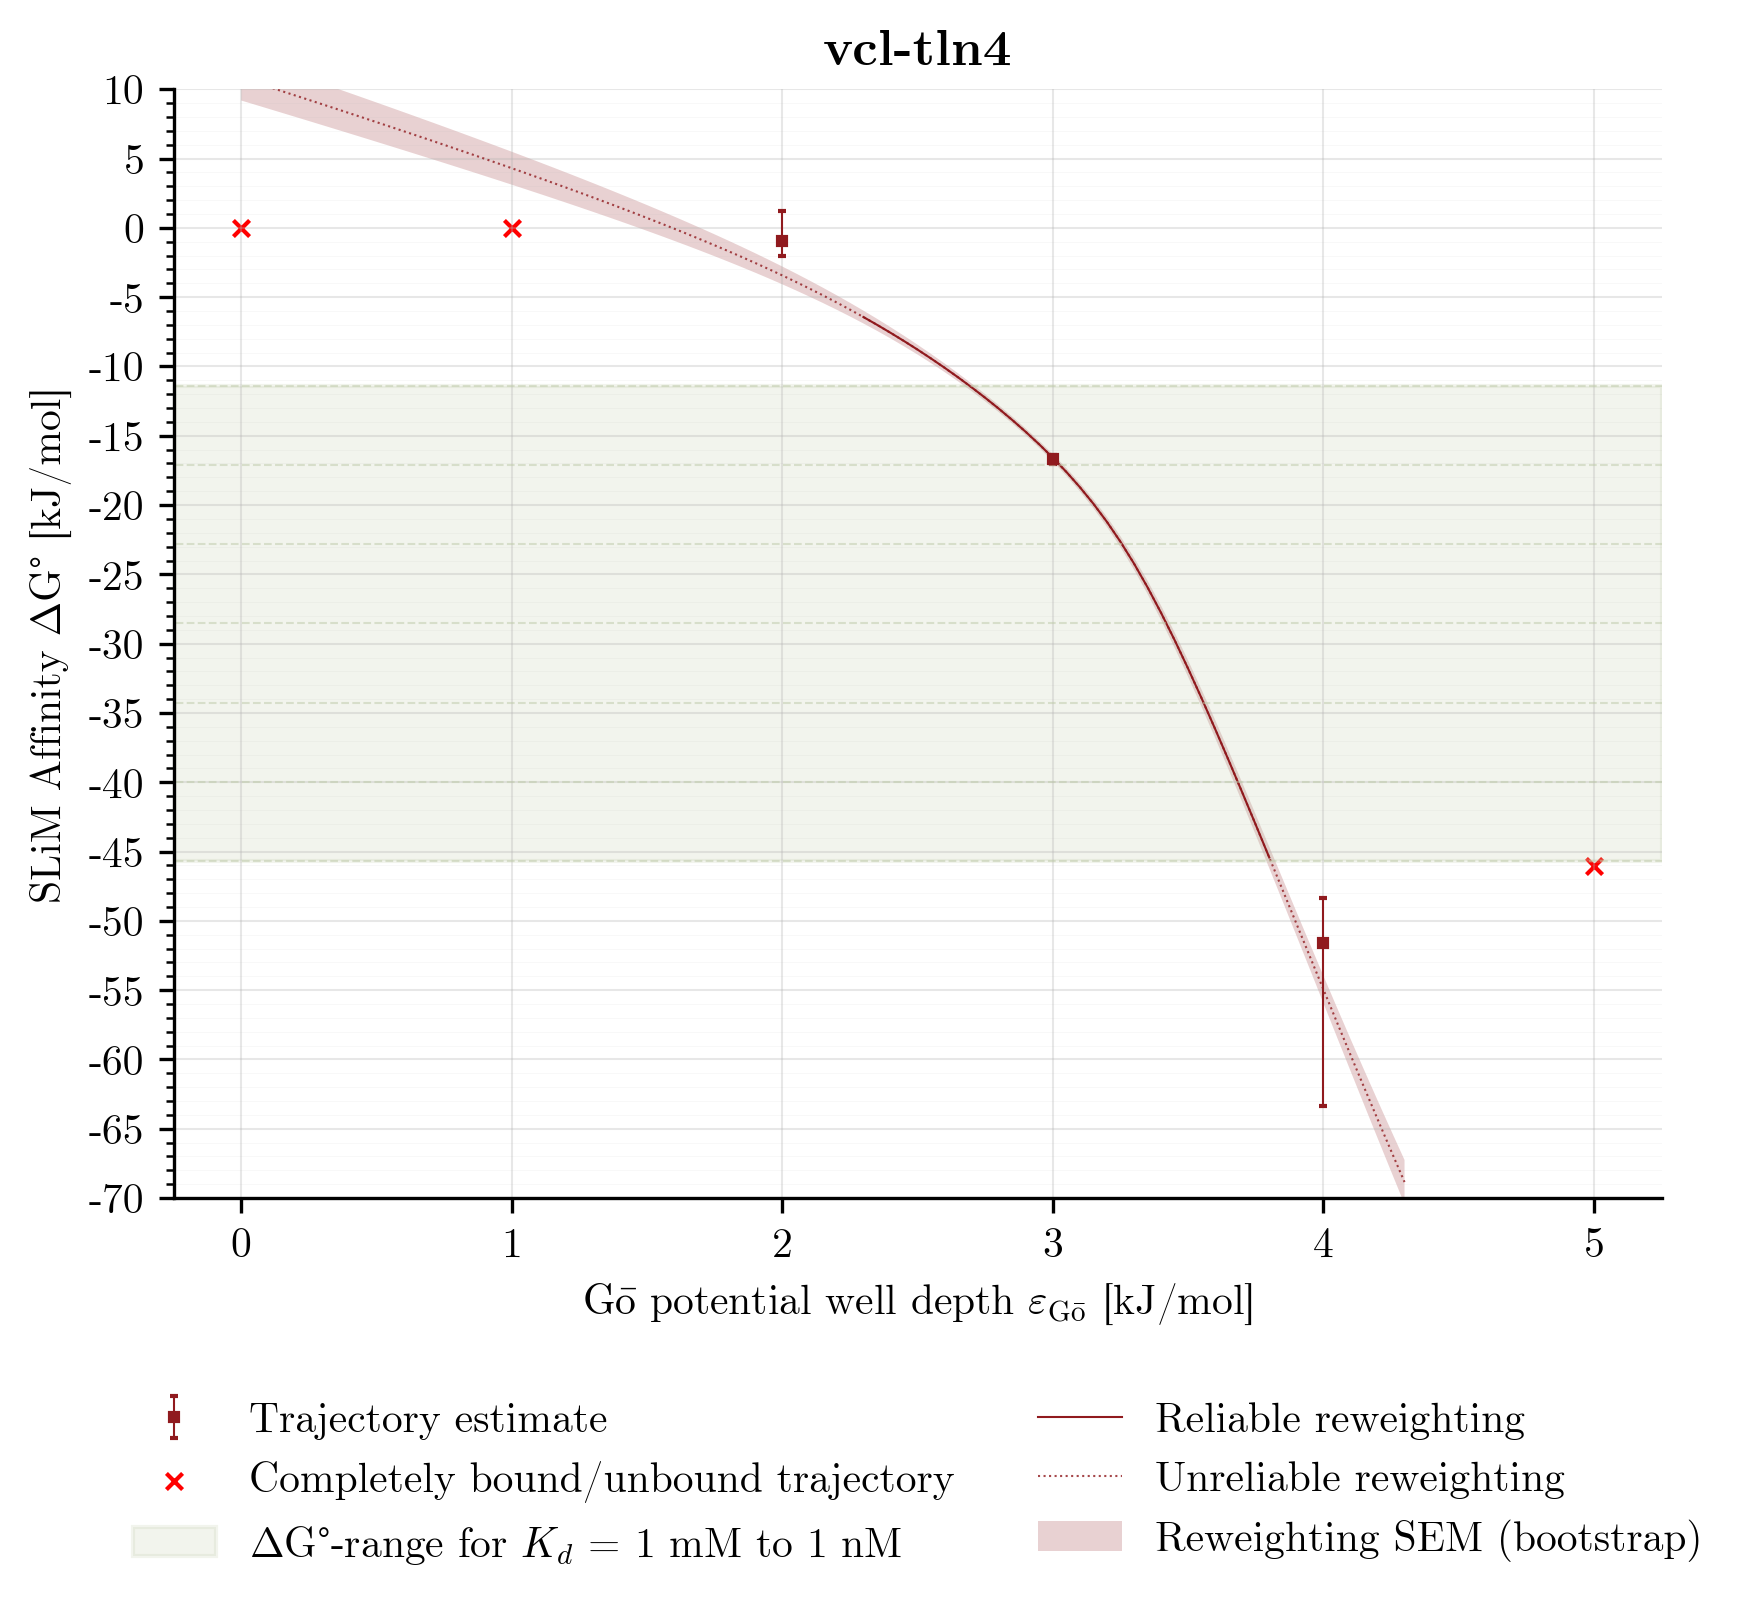 vcl-tln4
10
5
0
-5
-10
-15
-20
-25
-30
-35
-40
-45
-50
-55
-60
-65
-70
SLiM Affinity ΔG° [kJ/mol]
0 1 2 3 4 5
Gō potential well depth εGō [kJ/mol]
Trajectory estimate
Completely bound/unbound trajectory
ΔG°-range for Kd = 1 mM to 1 nM
Reliable reweighting
Unreliable reweighting
Reweighting SEM (bootstrap)